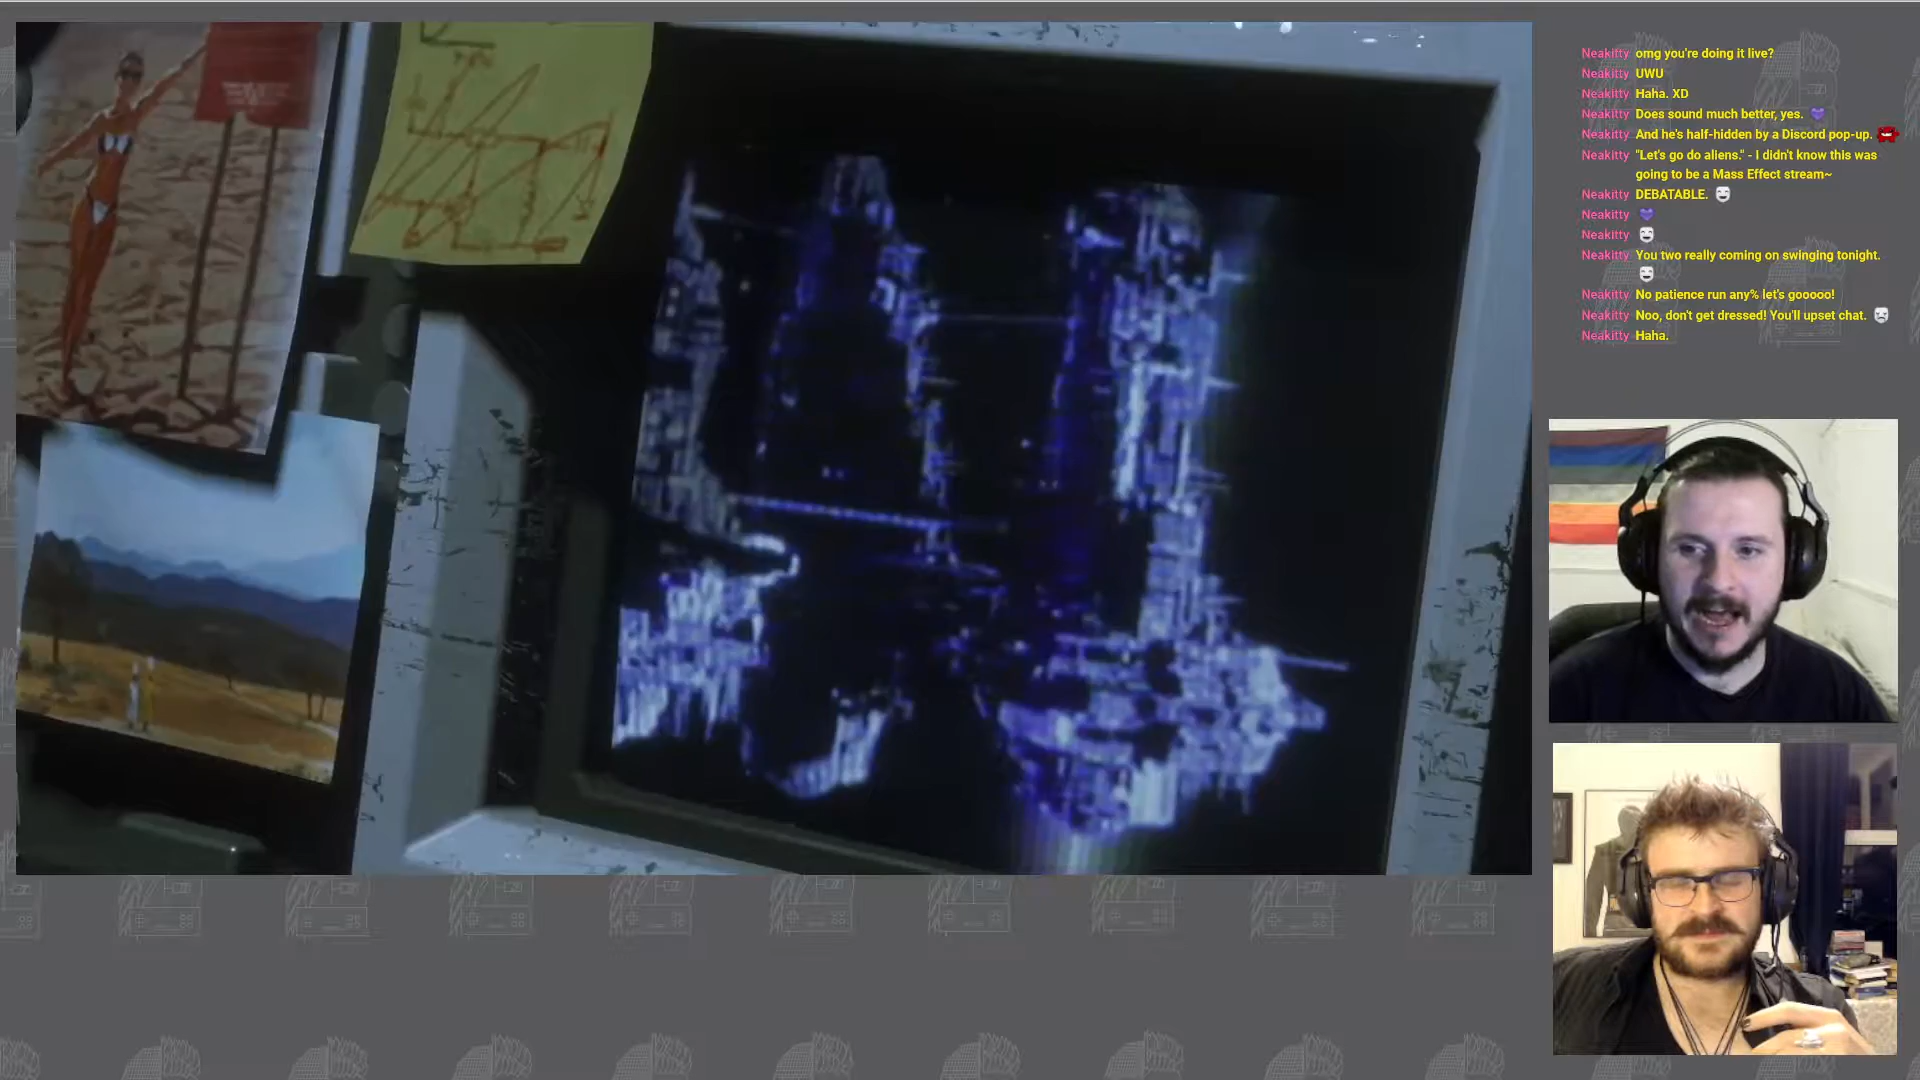 Neakitty omg you're doing it live?
Neakitty UWU
Neakitty Haha. XD
Neakitty Does sound much better, yes. 💜
Neakitty And he's half-hidden by a Discord pop-up.
Neakitty "Let's go do aliens." - I didn't know this was
going to be a Mass Effect stream~
Neakitty DEBATABLE.
Neakitty 💜
Neakitty
Neakitty You two really coming on swinging tonight.
Neakitty No patience run any% let's gooooo!
Neakitty Noo, don't get dressed! You'll upset chat.
Neakitty Haha.